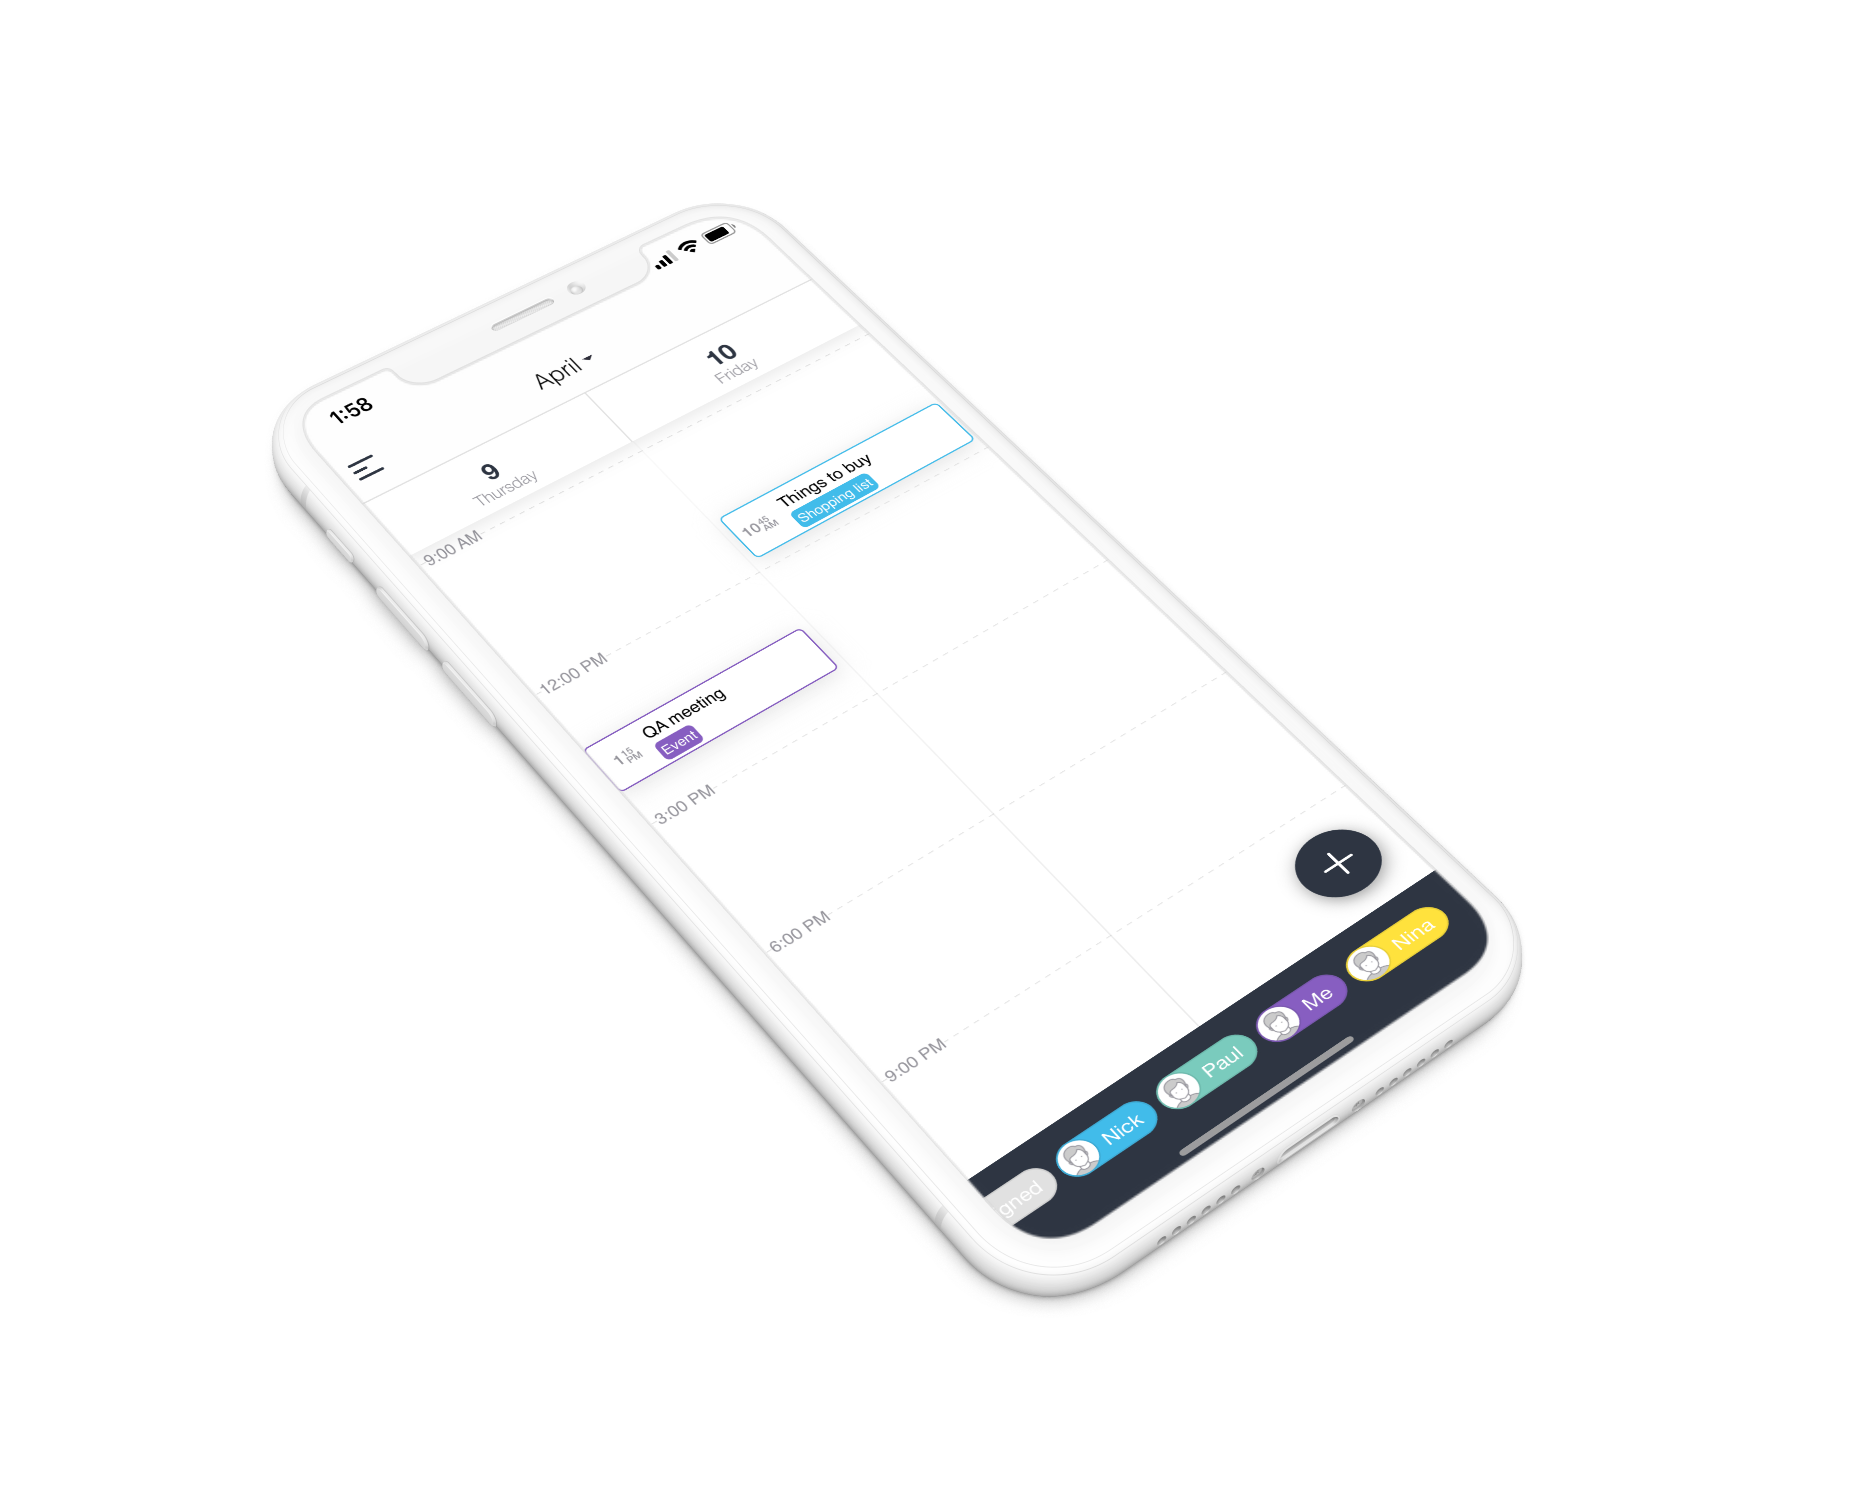 1:58
April
9
Thursday
10
Friday
9:00 AM
10 45 AM
Things to buy
Shopping list
12:00 PM
1 15 PM
QA meeting
Event
3:00 PM
6:00 PM
9:00 PM
gned
Nick
Paul
Me
Nina